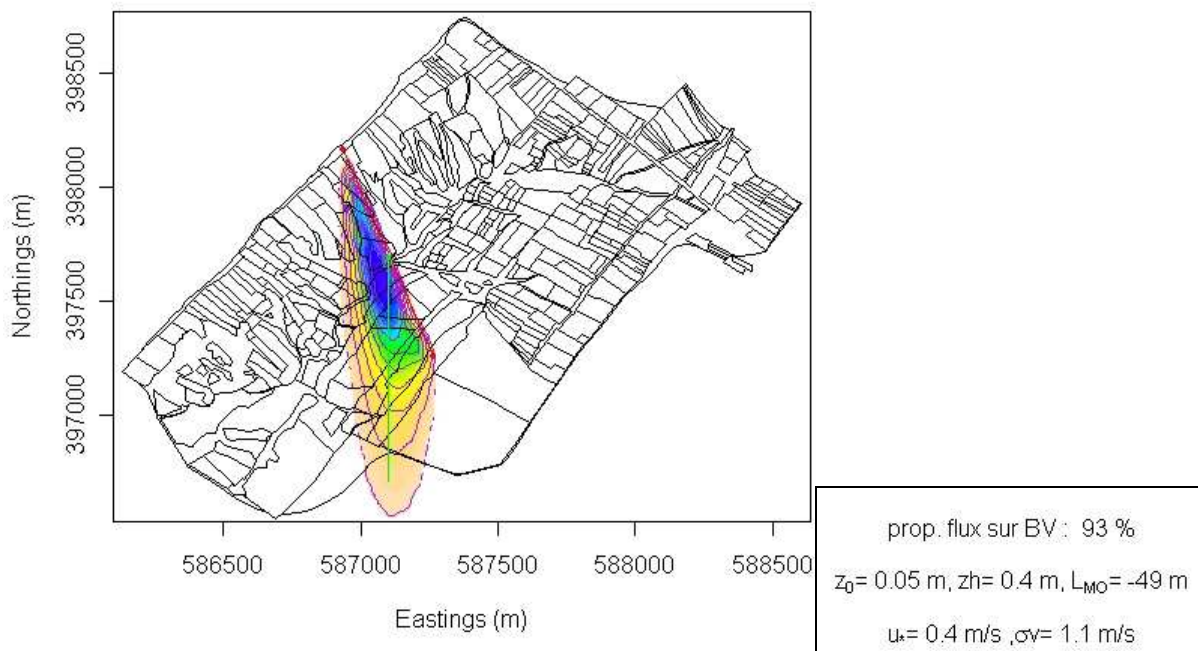 398500
398000
397500
397000
Northings (m)
586500 587000 587500 588000 588500
Eastings (m)
prop. flux sur BV : 93 %
z₀= 0.05 m, zh= 0.4 m, L_MO= -49 m
u*= 0.4 m/s ,σv= 1.1 m/s